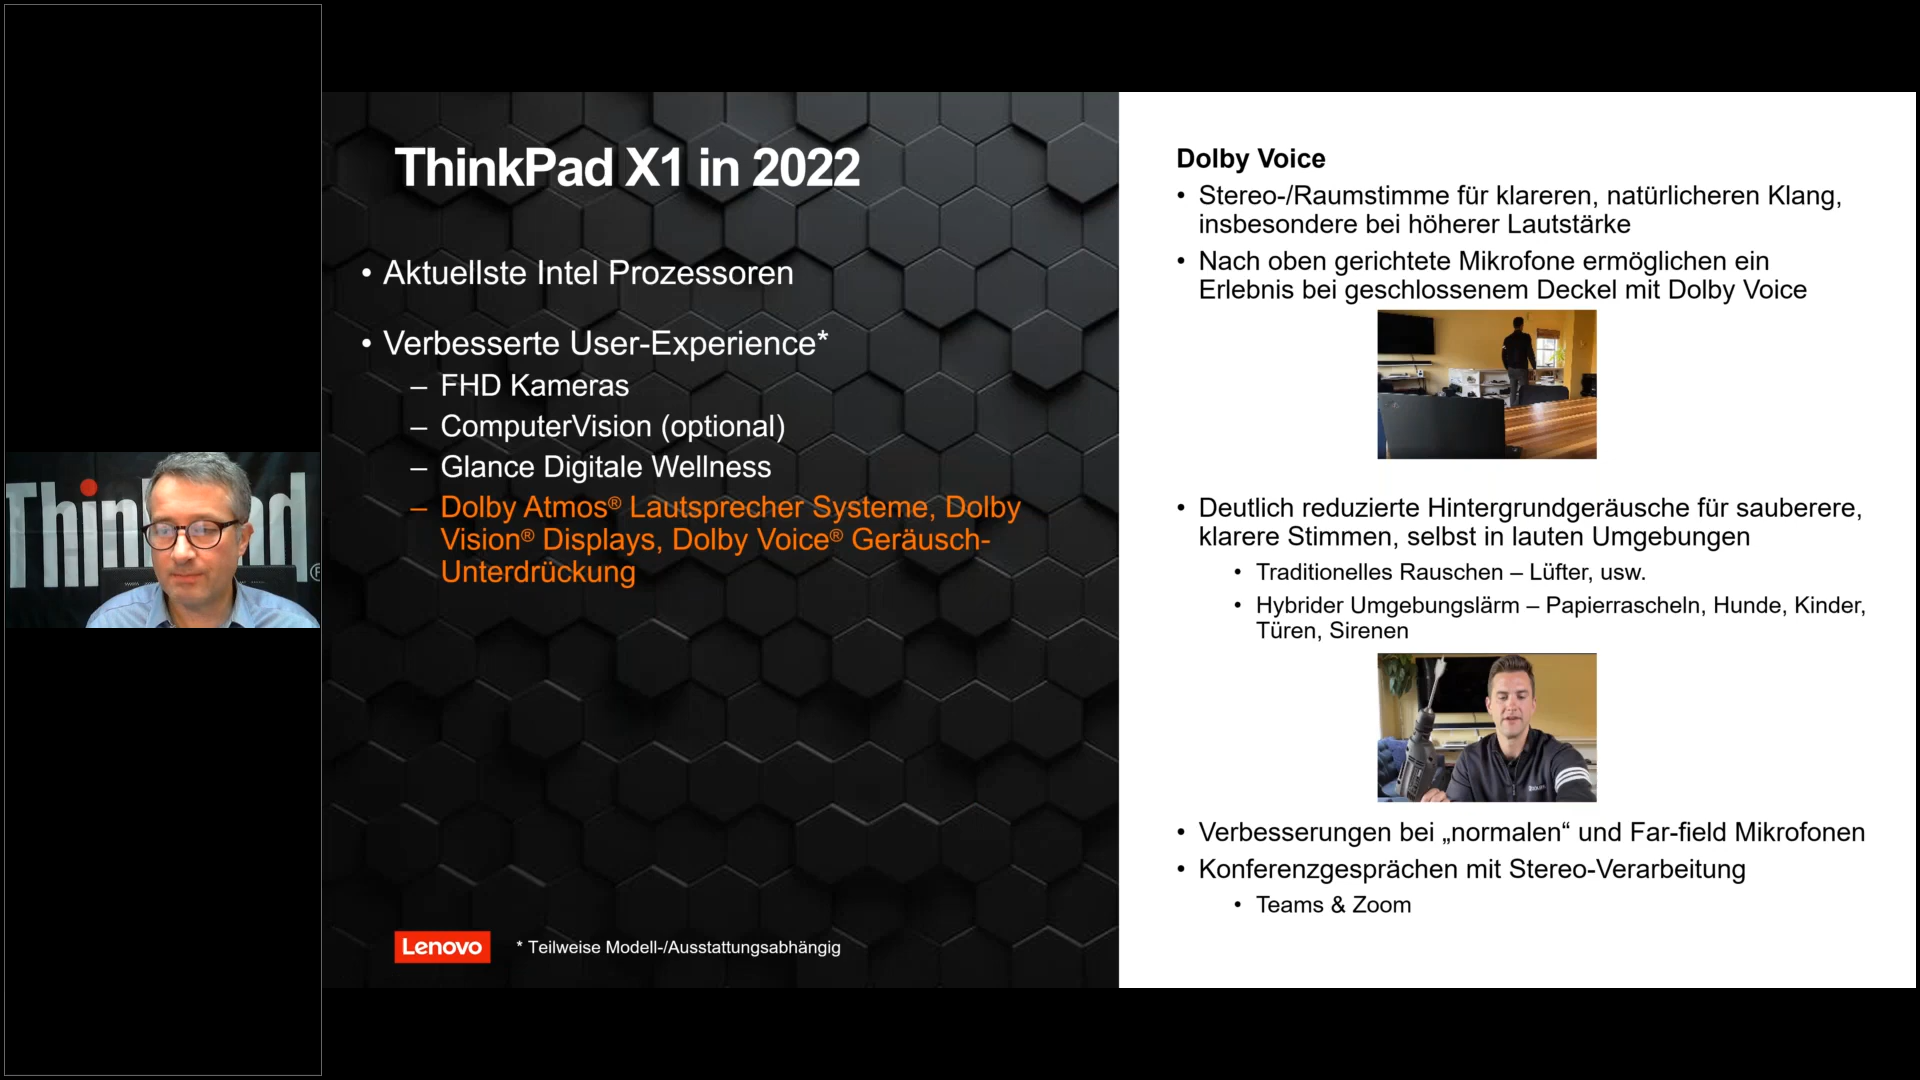 ThinkPad
®
ThinkPad X1 in 2022
• Aktuellste Intel Prozessoren
• Verbesserte User-Experience*
– FHD Kameras
– ComputerVision (optional)
– Glance Digitale Wellness
– Dolby Atmos® Lautsprecher Systeme, Dolby
Vision® Displays, Dolby Voice® Geräusch-
Unterdrückung
Lenovo
* Teilweise Modell-/Ausstattungsabhängig
Dolby Voice
• Stereo-/Raumstimme für klareren, natürlicheren Klang,
insbesondere bei höherer Lautstärke
• Nach oben gerichtete Mikrofone ermöglichen ein
Erlebnis bei geschlossenem Deckel mit Dolby Voice
• Deutlich reduzierte Hintergrundgeräusche für sauberere,
klarere Stimmen, selbst in lauten Umgebungen
• Traditionelles Rauschen – Lüfter, usw.
• Hybrider Umgebungslärm – Papierrascheln, Hunde, Kinder,
Türen, Sirenen
• Verbesserungen bei „normalen“ und Far-field Mikrofonen
• Konferenzgesprächen mit Stereo-Verarbeitung
• Teams & Zoom